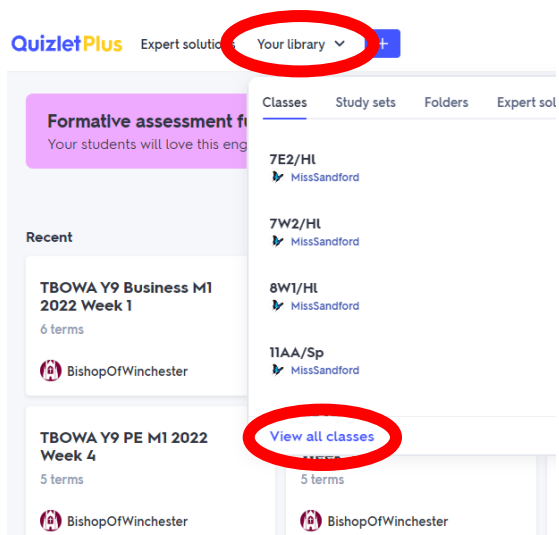 QuizletPlus Expert solutions Your library +
Classes Study sets Folders Expert sol
Formative assessment fu
Your students will love this eng
7E2/Hl
MissSandford
7W2/Hl
MissSandford
8W1/Hl
MissSandford
11AA/Sp
MissSandford
View all classes
Recent
TBOWA Y9 Business M1
2022 Week 1
6 terms
BishopOfWinchester
TBOWA Y9 PE M1 2022
Week 4
5 terms
BishopOfWinchester
5 terms
BishopOfWinchester